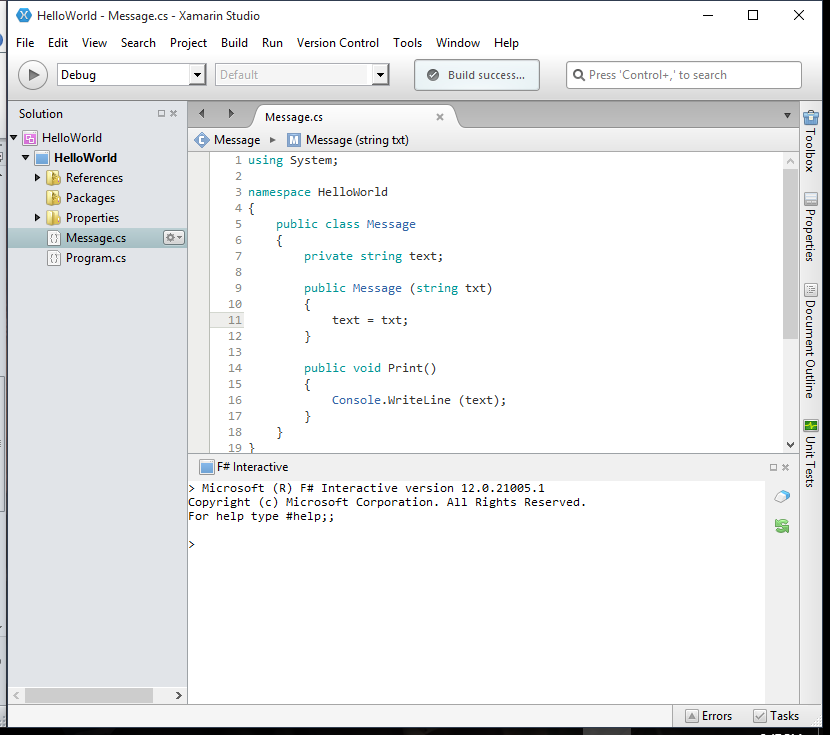 HelloWorld - Message.cs - Xamarin Studio
File Edit View Search Project Build Run Version Control Tools Window Help
Debug Default Build success... Press 'Control+,' to search
Solution
HelloWorld
HelloWorld
References
Packages
Properties
Message.cs
Program.cs
Message.cs
Message Message (string txt)
1 using System;
2
3 namespace HelloWorld
4 {
5 public class Message
6 {
7 private string text;
8
9 public Message (string txt)
10 {
11 text = txt;
12 }
13
14 public void Print()
15 {
16 Console.WriteLine (text);
17 }
18 }
19 }
F# Interactive
> Microsoft (R) F# Interactive version 12.0.21005.1
Copyright (c) Microsoft Corporation. All Rights Reserved.
For help type #help;;
>
Toolbox
Properties
Document Outline
Unit Tests
Errors Tasks